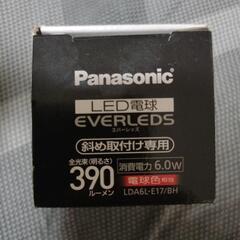 Panasonic
LED電球
EVERLEDS
エバーレッズ
斜め取付け専用
全光束(明るさ)
390
ルーメン
消費電力 6.0W
電球色相当
LDA6L-E17/BH